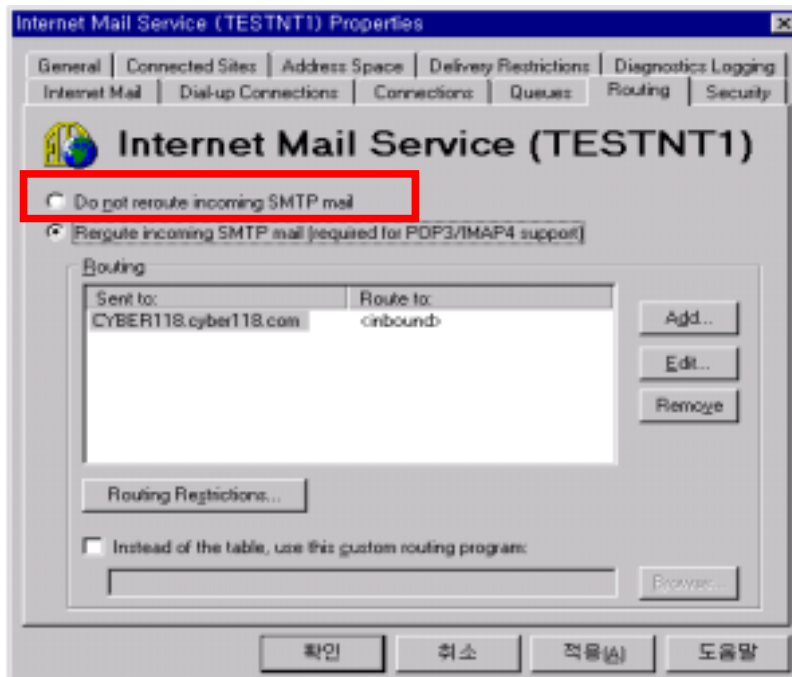 Internet Mail Service (TESTNT1) Properties
General Connected Sites Address Space Delivery Restrictions Diagnostics Logging
Internet Mail Dial-up Connections Connections Queues Routing Security
Internet Mail Service (TESTNT1)
Do not reroute incoming SMTP mail
Reroute incoming SMTP mail (required for POP3/IMAP4 support)
Routing
Sent to: Route to:
CYBER118.cyber118.com <inbound>
Add...
Edit...
Remove
Routing Restrictions...
Instead of the table, use this custom routing program:
Browse...
확인 취소 적용(A) 도움말